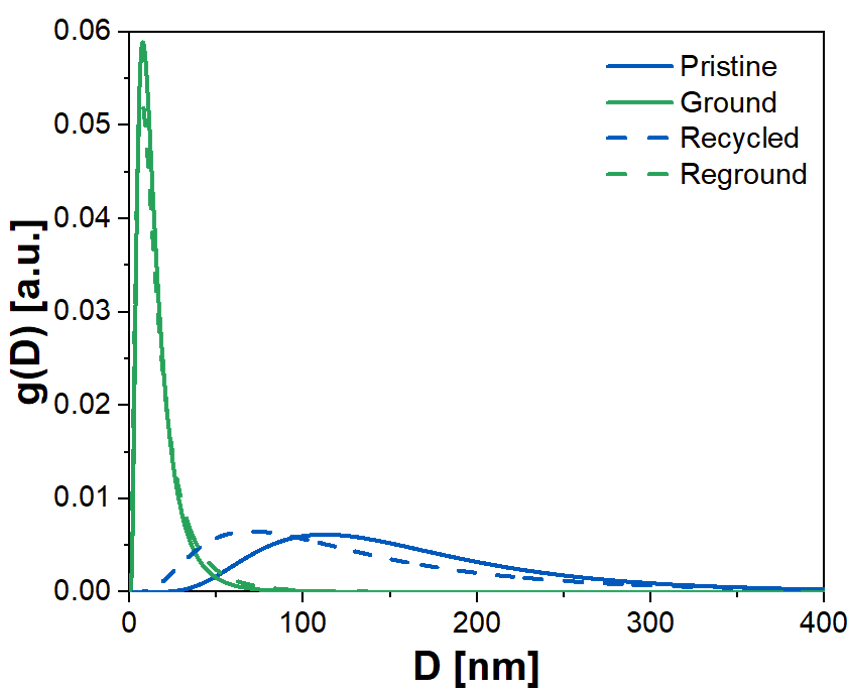 0.06
0.05
0.04
0.03
0.02
0.01
0.00
g(D) [a.u.]
Pristine
Ground
Recycled
Reground
0 100 200 300 400
D [nm]